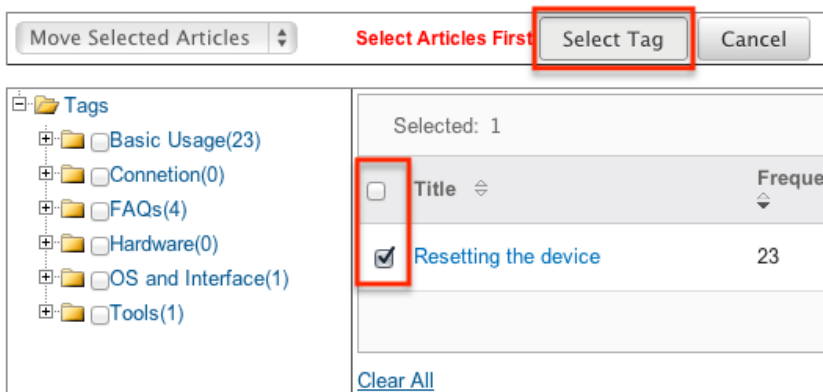 Move Selected Articles Select Articles First Select Tag Cancel
Tags
Basic Usage(23)
Connetion(0)
FAQs(4)
Hardware(0)
OS and Interface(1)
Tools(1)
Selected: 1
Title Freque
Resetting the device 23
Clear All